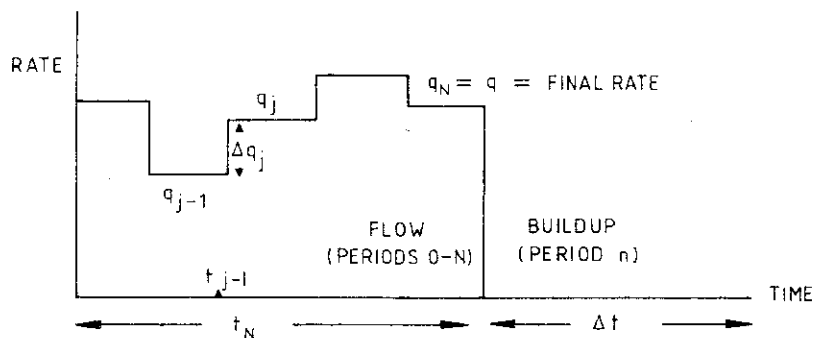 RATE
q_N = q = FINAL RATE
q_j
Δq_j
q_{j-1}
FLOW
(PERIODS 0-N)
BUILDUP
(PERIOD n)
t_{j-1}
TIME
t_N
Δt